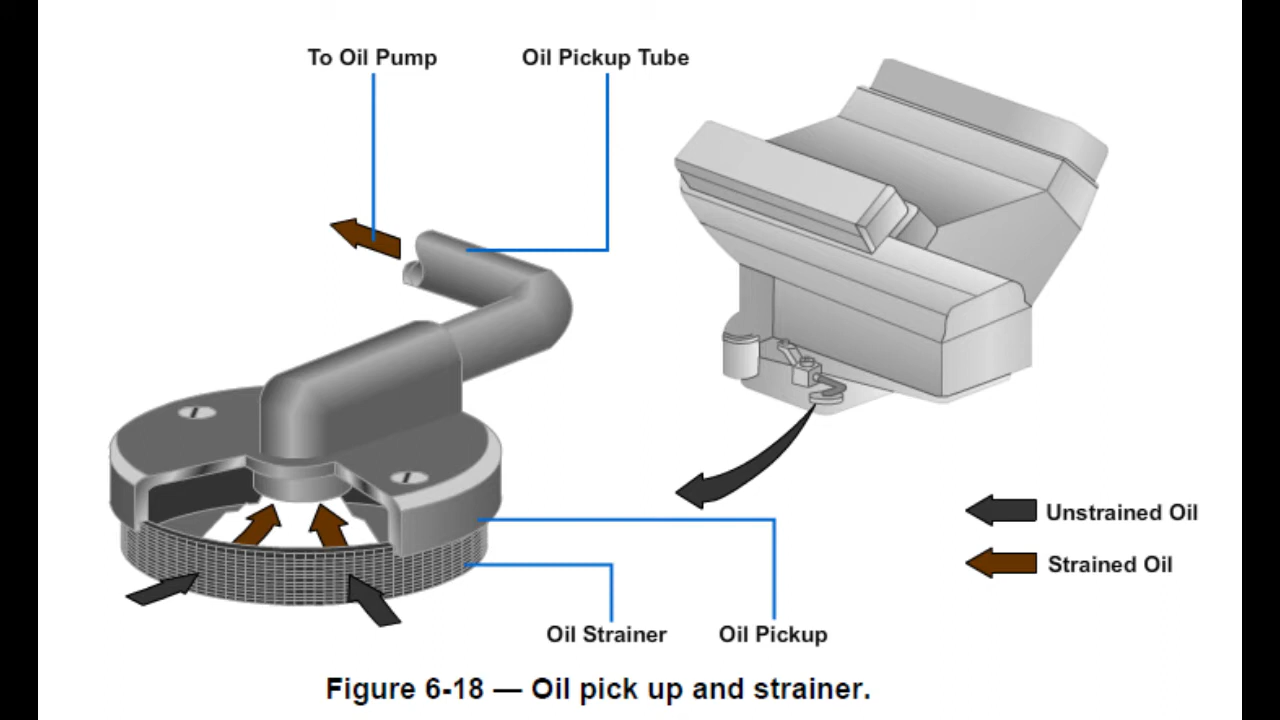 To Oil Pump
Oil Pickup Tube
Unstrained Oil
Strained Oil
Oil Strainer
Oil Pickup
Figure 6-18 — Oil pick up and strainer.